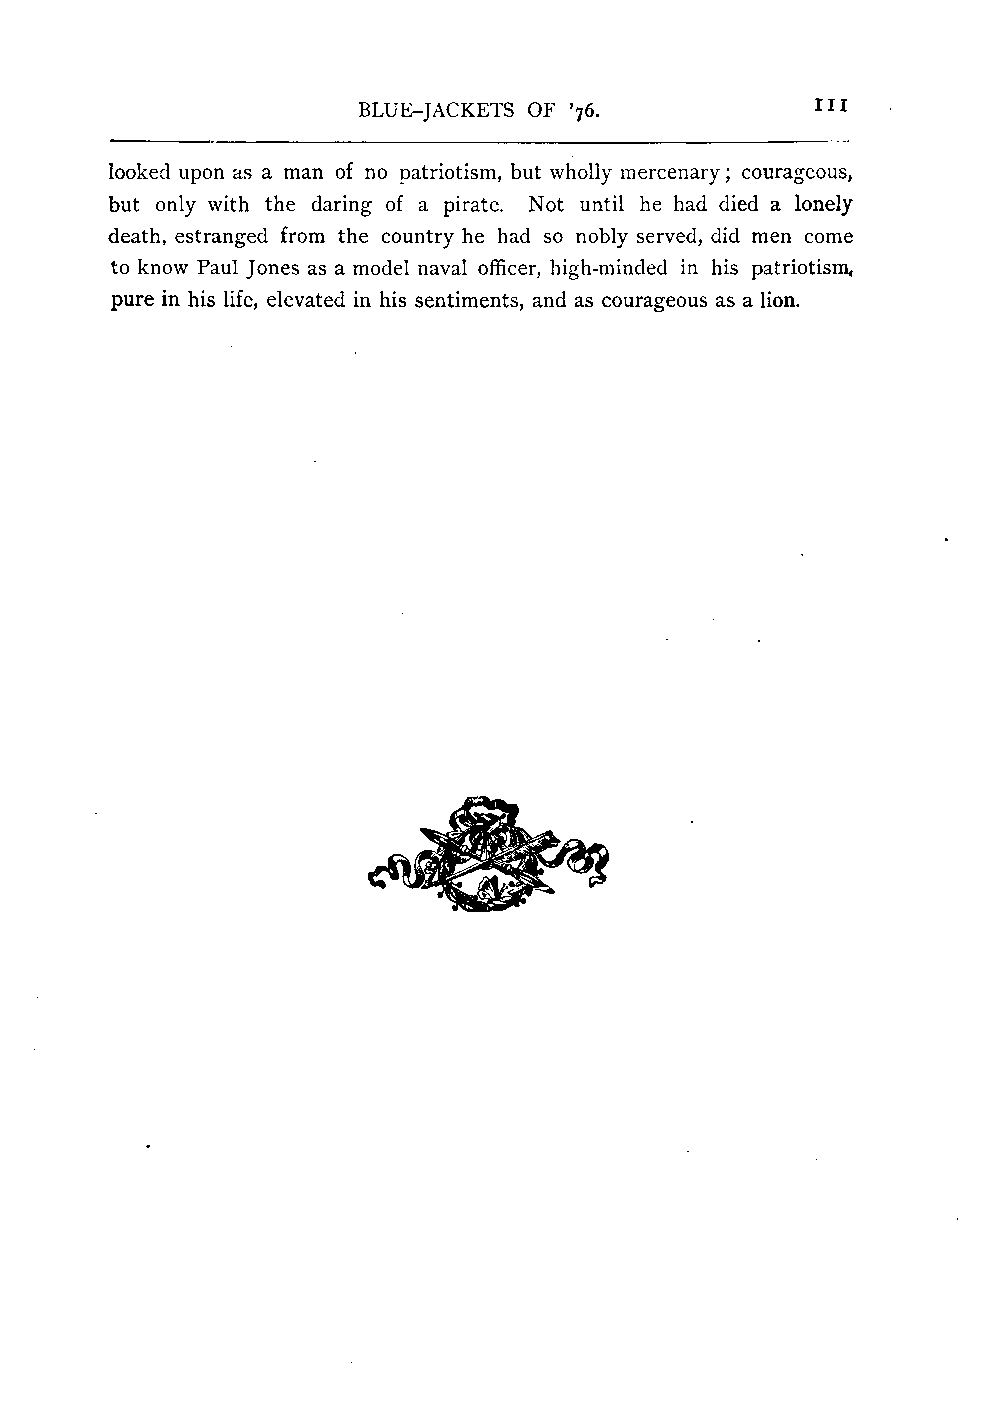 BLUE-JACKETS OF ’76. 111
looked upon as a man of no patriotism, but wholly mercenary; courageous,
but only with the daring of a pirate. Not until he had died a lonely
death, estranged from the country he had so nobly served, did men come
to know Paul Jones as a model naval officer, high-minded in his patriotism,
pure in his life, elevated in his sentiments, and as courageous as a lion.